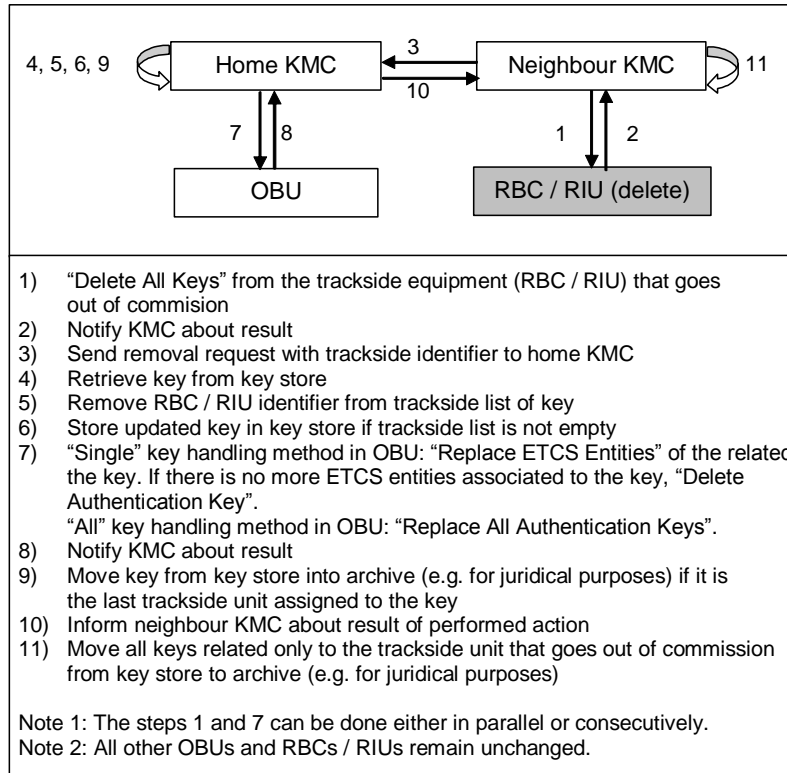 4, 5, 6, 9
Home KMC
3
10
Neighbour KMC
11
7
8
1
2
OBU
RBC / RIU (delete)
1) “Delete All Keys” from the trackside equipment (RBC / RIU) that goes
out of commision
2) Notify KMC about result
3) Send removal request with trackside identifier to home KMC
4) Retrieve key from key store
5) Remove RBC / RIU identifier from trackside list of key
6) Store updated key in key store if trackside list is not empty
7) “Single” key handling method in OBU: “Replace ETCS Entities” of the related
the key. If there is no more ETCS entities associated to the key, “Delete
Authentication Key”.
“All” key handling method in OBU: “Replace All Authentication Keys”.
8) Notify KMC about result
9) Move key from key store into archive (e.g. for juridical purposes) if it is
the last trackside unit assigned to the key
10) Inform neighbour KMC about result of performed action
11) Move all keys related only to the trackside unit that goes out of commission
from key store to archive (e.g. for juridical purposes)
Note 1: The steps 1 and 7 can be done either in parallel or consecutively.
Note 2: All other OBUs and RBCs / RIUs remain unchanged.